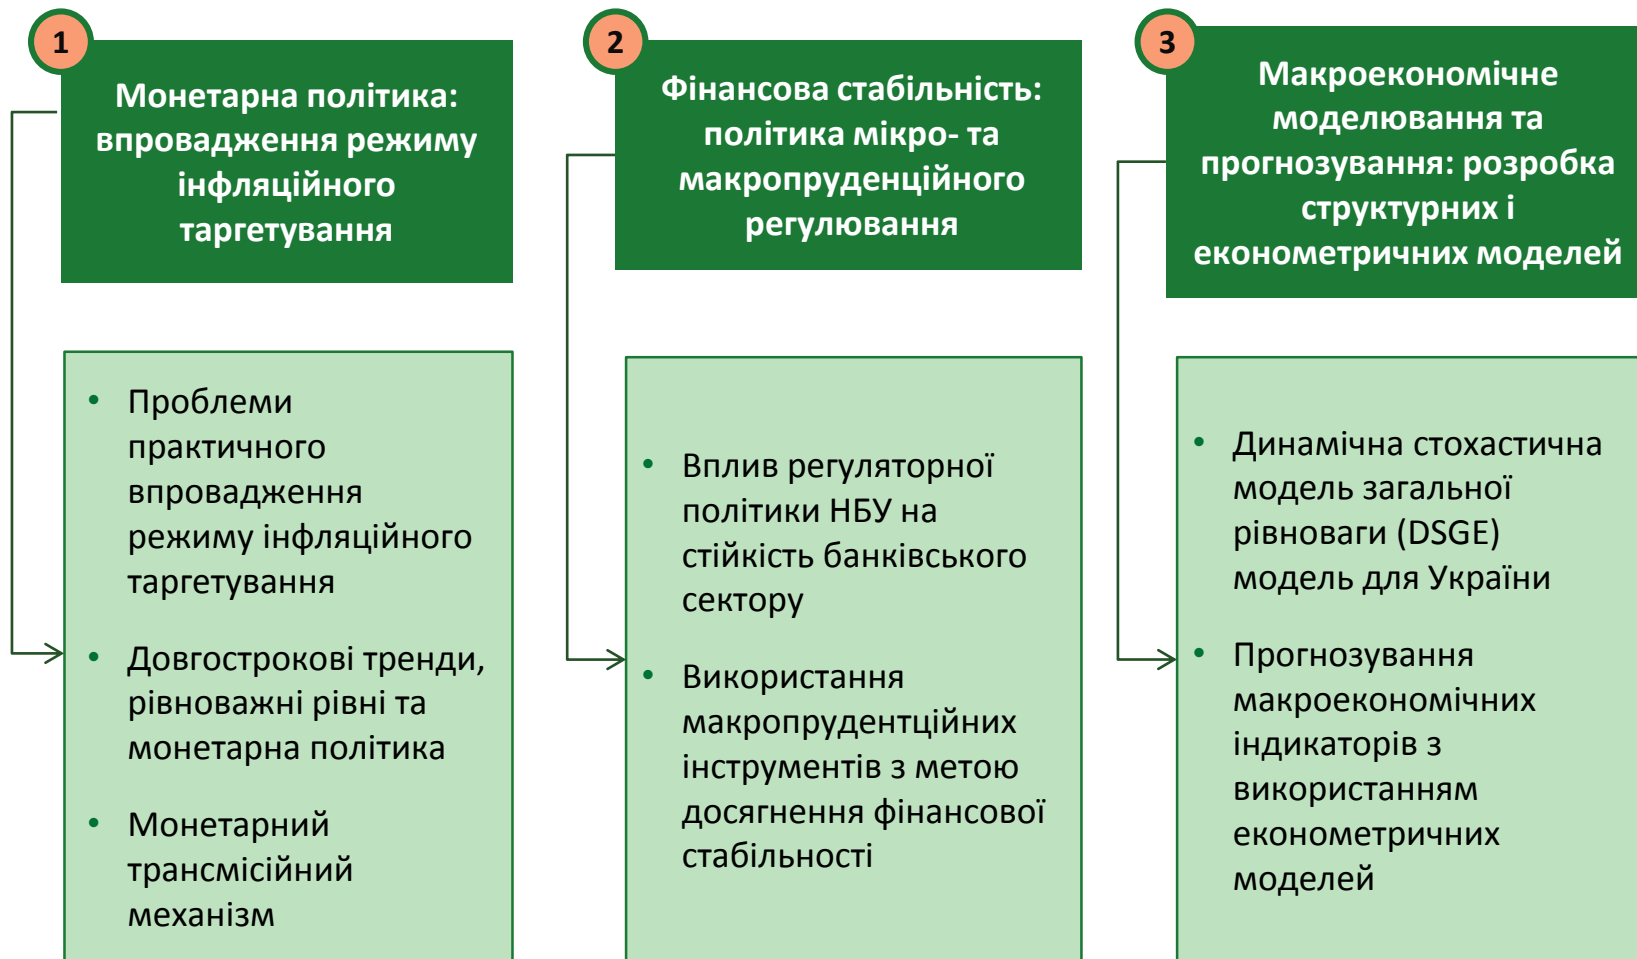 1
Монетарна політика:
впровадження режиму
інфляційного
таргетування
• Проблеми
практичного
впровадження
режиму інфляційного
таргетування
• Довгострокові тренди,
рівноважні рівні та
монетарна політика
• Монетарний
трансмісійний
механізм
2
Фінансова стабільність:
політика мікро- та
макропруденційного
регулювання
• Вплив регуляторної
політики НБУ на
стійкість банківського
сектору
• Використання
макропрудентційних
інструментів з метою
досягнення фінансової
стабільності
3
Макроекономічне
моделювання та
прогнозування: розробка
структурних і
економетричних моделей
• Динамічна стохастична
модель загальної
рівноваги (DSGE)
модель для України
• Прогнозування
макроекономічних
індикаторів з
використанням
економетричних
моделей